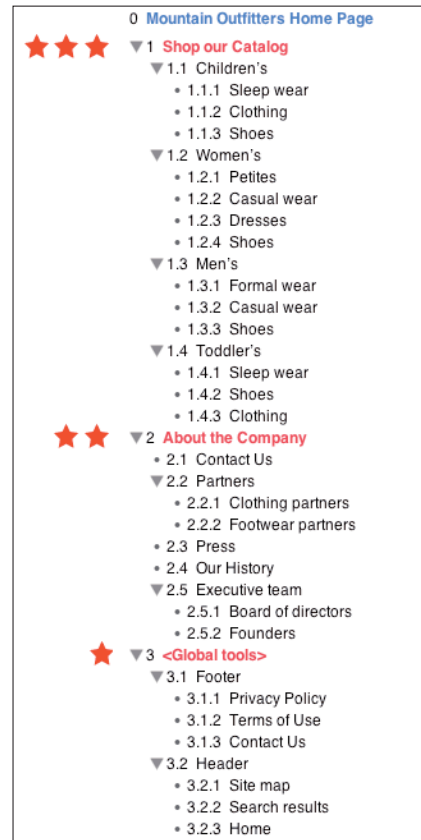 0 Mountain Outfitters Home Page
1 Shop our Catalog
1.1 Children's
1.1.1 Sleep wear
1.1.2 Clothing
1.1.3 Shoes
1.2 Women's
1.2.1 Petites
1.2.2 Casual wear
1.2.3 Dresses
1.2.4 Shoes
1.3 Men's
1.3.1 Formal wear
1.3.2 Casual wear
1.3.3 Shoes
1.4 Toddler's
1.4.1 Sleep wear
1.4.2 Shoes
1.4.3 Clothing
2 About the Company
2.1 Contact Us
2.2 Partners
2.2.1 Clothing partners
2.2.2 Footwear partners
2.3 Press
2.4 Our History
2.5 Executive team
2.5.1 Board of directors
2.5.2 Founders
3 <Global tools>
3.1 Footer
3.1.1 Privacy Policy
3.1.2 Terms of Use
3.1.3 Contact Us
3.2 Header
3.2.1 Site map
3.2.2 Search results
3.2.3 Home